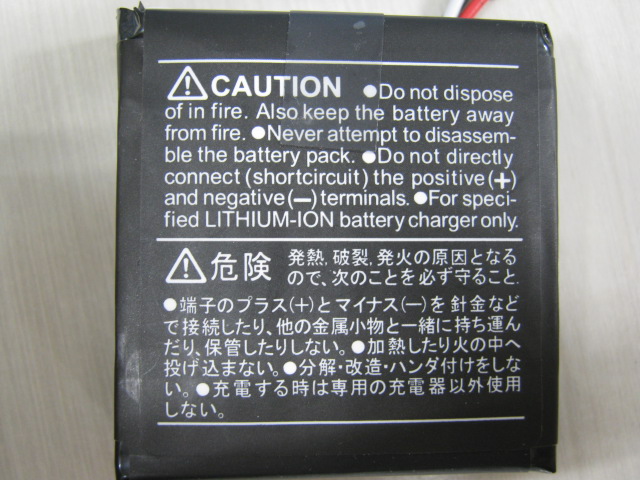 ⚠CAUTION ●Do not dispose
of in fire. Also keep the battery away
from fire. ●Never attempt to disassem-
ble the battery pack. ●Do not directly
connect (shortcircuit) the positive(+)
and negative(—)terminals. ●For speci-
fied LITHIUM-ION battery charger only.
⚠危険 発熱, 破裂, 発火の原因となる
ので、次のことを必ず守ること.
●端子のプラス(+)とマイナス(—)を針金など
で接続したり、他の金属小物と一緒に持ち運ん
だり、保管したりしない。●加熱したり火の中へ
投げ込まない。●分解・改造・ハンダ付けをしな
い。●充電する時は専用の充電器以外使用
しない。